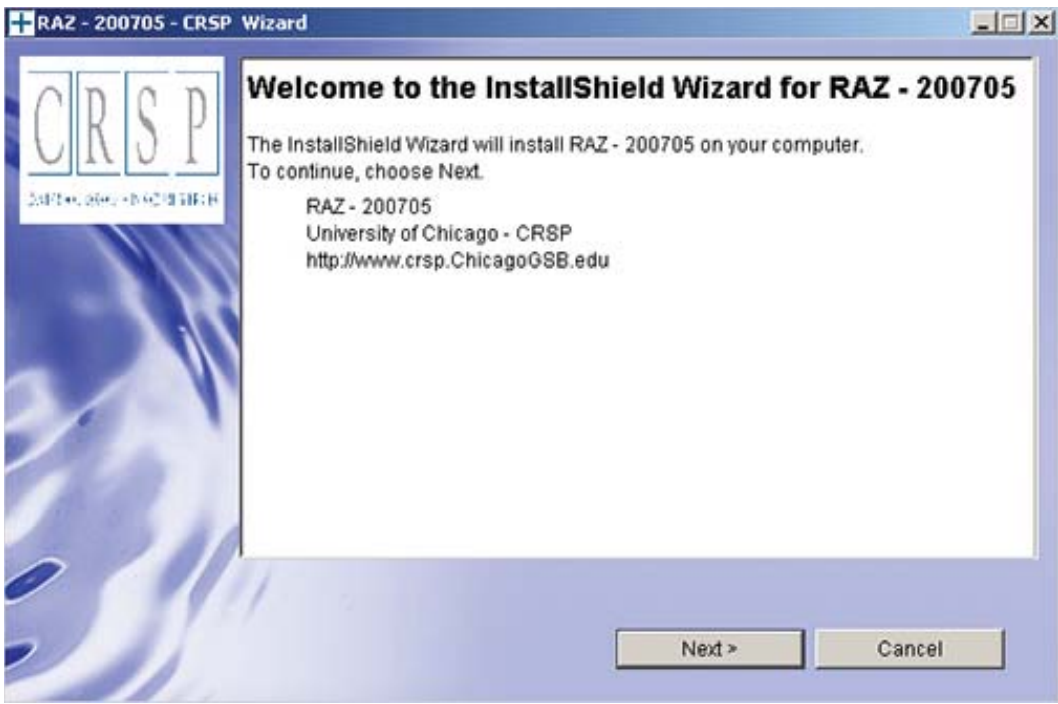 RAZ - 200705 - CRSP Wizard
CRSP
Welcome to the InstallShield Wizard for RAZ - 200705
The InstallShield Wizard will install RAZ - 200705 on your computer.
To continue, choose Next.
RAZ - 200705
University of Chicago - CRSP
http://www.crsp.ChicagoGSB.edu
Next >
Cancel